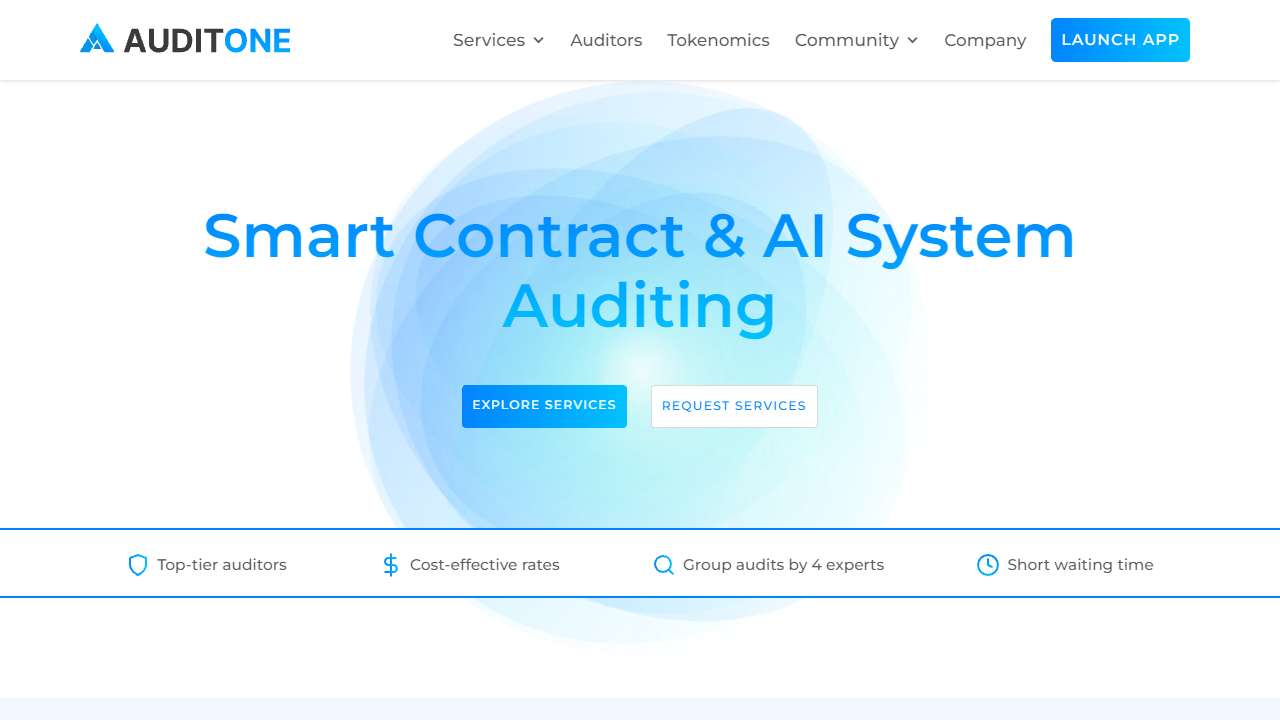 AUDITONE
Services
Auditors
Tokenomics
Community
Company
LAUNCH APP
Smart Contract & AI System
Auditing
EXPLORE SERVICES
REQUEST SERVICES
Top-tier auditors
Cost-effective rates
Group audits by 4 experts
Short waiting time